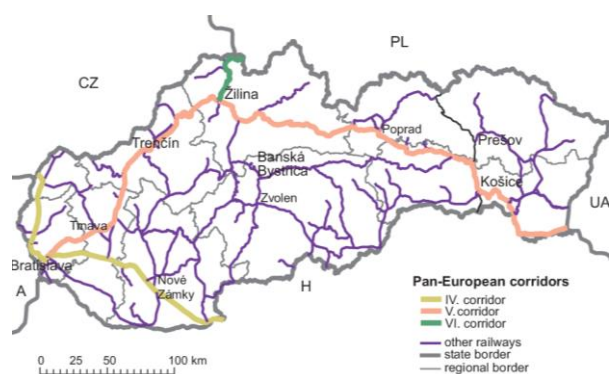 PL
CZ
Žilina
Trenčín
Poprad
Prešov
Banská
Bystrica
Košice
Zvolen
UA
Trnava
Bratislava
Nové
Zámky
A
H
Pan-European corridors
IV. corridor
V. corridor
VI. corridor
other railways
state border
regional border
0 25 50 100 km